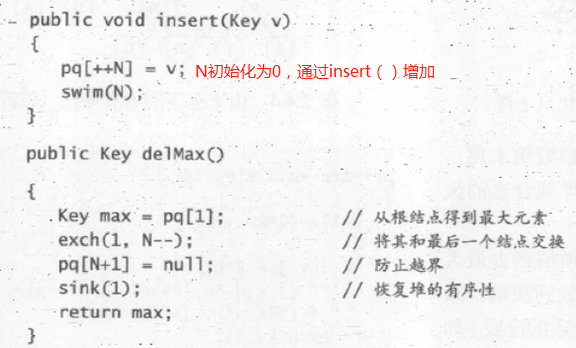 public void insert(Key v)
{
pq[++N] = v; N初始化为0，通过insert（）增加
swim(N);
}
public Key delMax()
{
Key max = pq[1]; // 从根结点得到最大元素
exch(1, N--); // 将其和最后一个结点交换
pq[N+1] = null; // 防止越界
sink(1); // 恢复堆的有序性
return max;
}